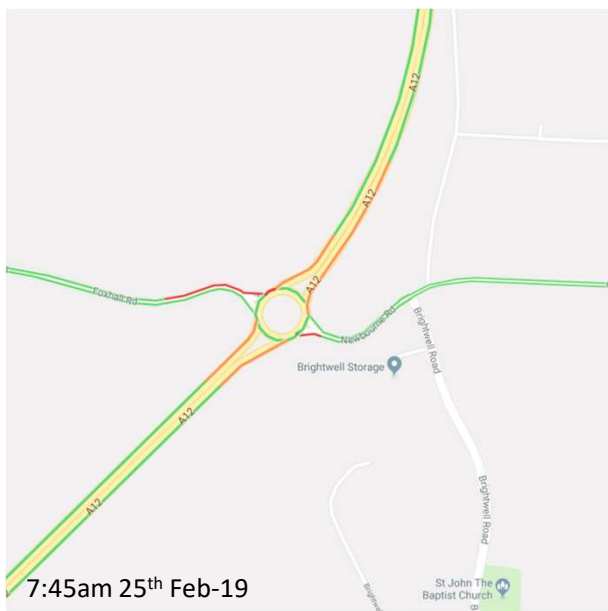 A12
A12
A12
Foxhall Rd
Newbourne Rd
Brightwell Road
Brightwell Storage
A12
A12
Brightwell Road
7:45am 25th Feb-19
Brightwell
St John The
Baptist Church
B